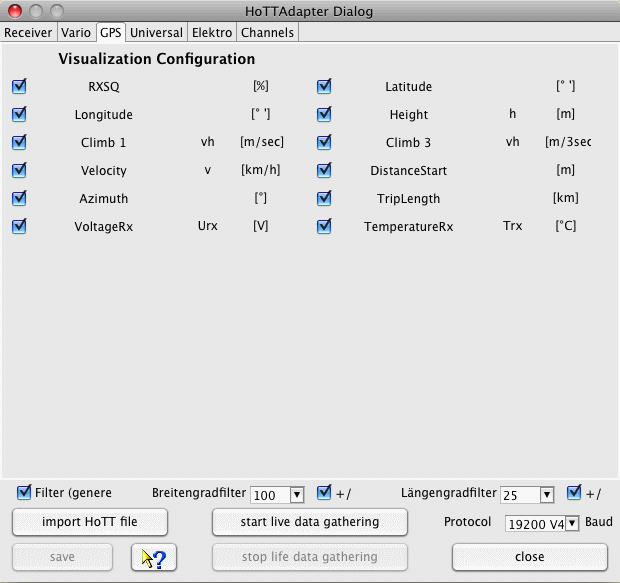 HoTTAdapter Dialog
Receiver Vario GPS Universal Elektro Channels
Visualization Configuration
RXSQ [%] Latitude [° ']
Longitude [° '] Height h [m]
Climb 1 vh [m/sec] Climb 3 vh [m/3sec
Velocity v [km/h] DistanceStart [m]
Azimuth [°] TripLength [km]
VoltageRx Urx [V] TemperatureRx Trx [°C]
Filter (genere Breitengradfilter 100 +/ Längengradfilter 25 +/
import HoTT file start live data gathering Protocol 19200 V4 Baud
save ? stop life data gathering close